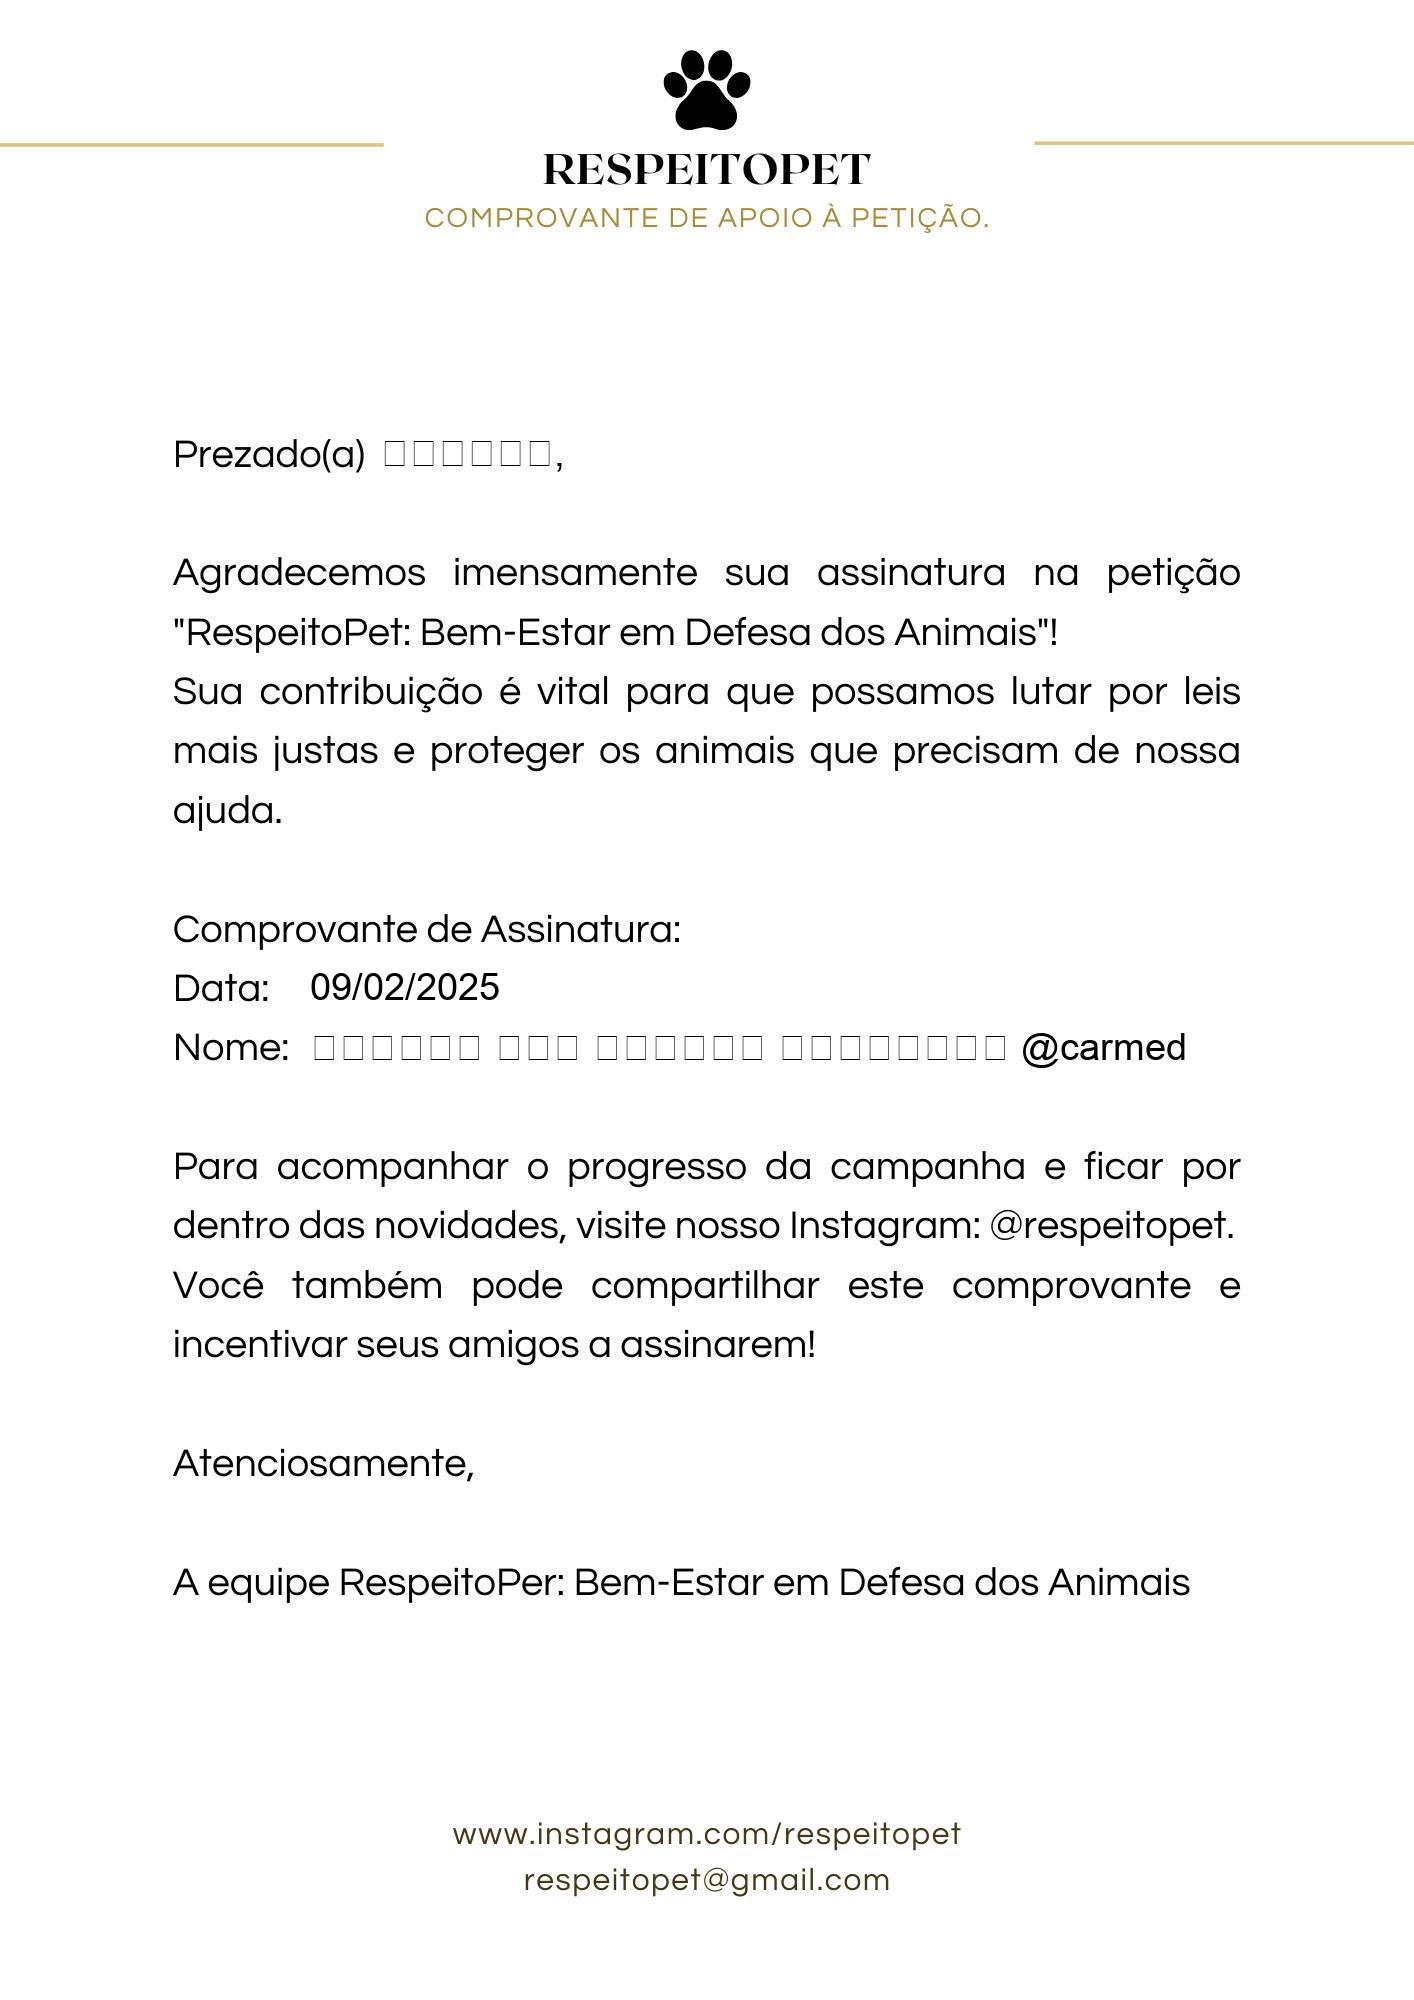 RESPEITOPET
COMPROVANTE DE APOIO À PETIÇÃO.
Prezado(a) □□□□□□,
Agradecemos imensamente sua assinatura na petição
"RespeitoPet: Bem-Estar em Defesa dos Animais"!
Sua contribuição é vital para que possamos lutar por leis
mais justas e proteger os animais que precisam de nossa
ajuda.
Comprovante de Assinatura:
Data: 09/02/2025
Nome: □□□□□□ □□□ □□□□□□ □□□□□□□□ @carmed
Para acompanhar o progresso da campanha e ficar por
dentro das novidades, visite nosso Instagram: @respeitopet.
Você também pode compartilhar este comprovante e
incentivar seus amigos a assinarem!
Atenciosamente,
A equipe RespeitoPer: Bem-Estar em Defesa dos Animais
www.instagram.com/respeitopet
respeitopet@gmail.com